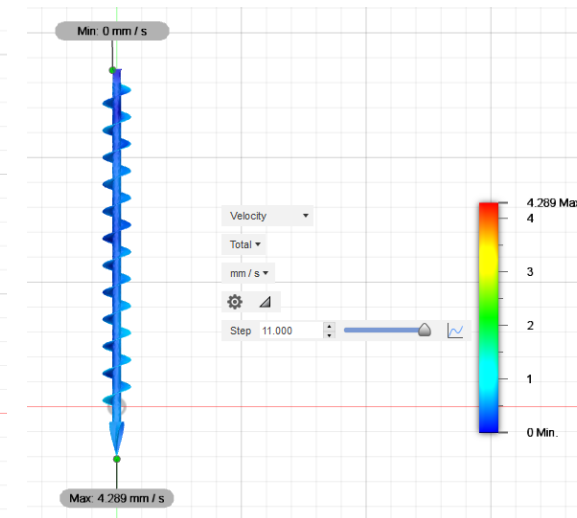 Min: 0 mm / s
Velocity
Total
mm / s
Step 11.000
4.289 Max
4
3
2
1
0 Min.
Max: 4.289 mm / s